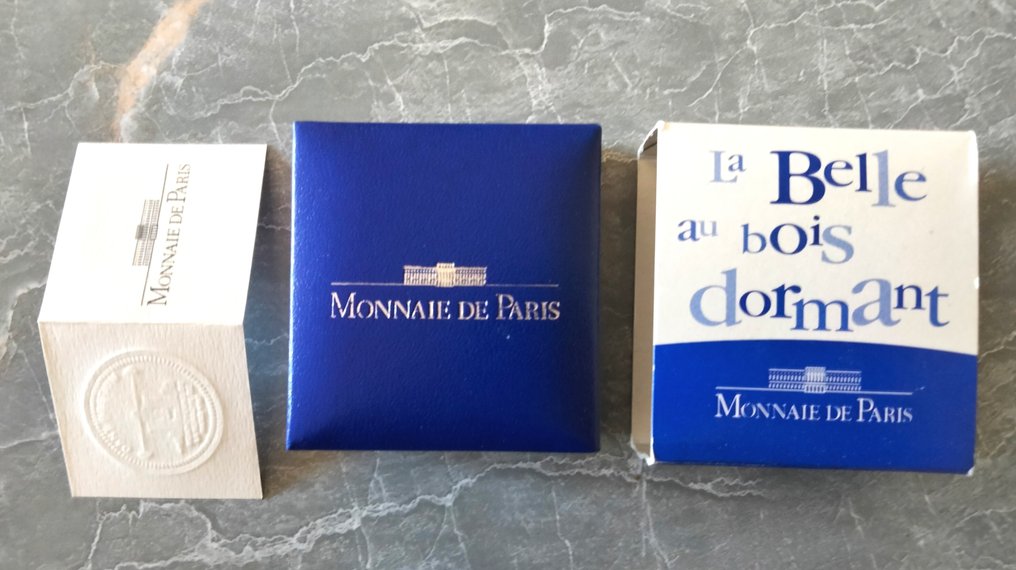 MONNAIE DE PARIS
MONNAIE DE PARIS
La Belle
au bois
dormant
MONNAIE DE PARIS